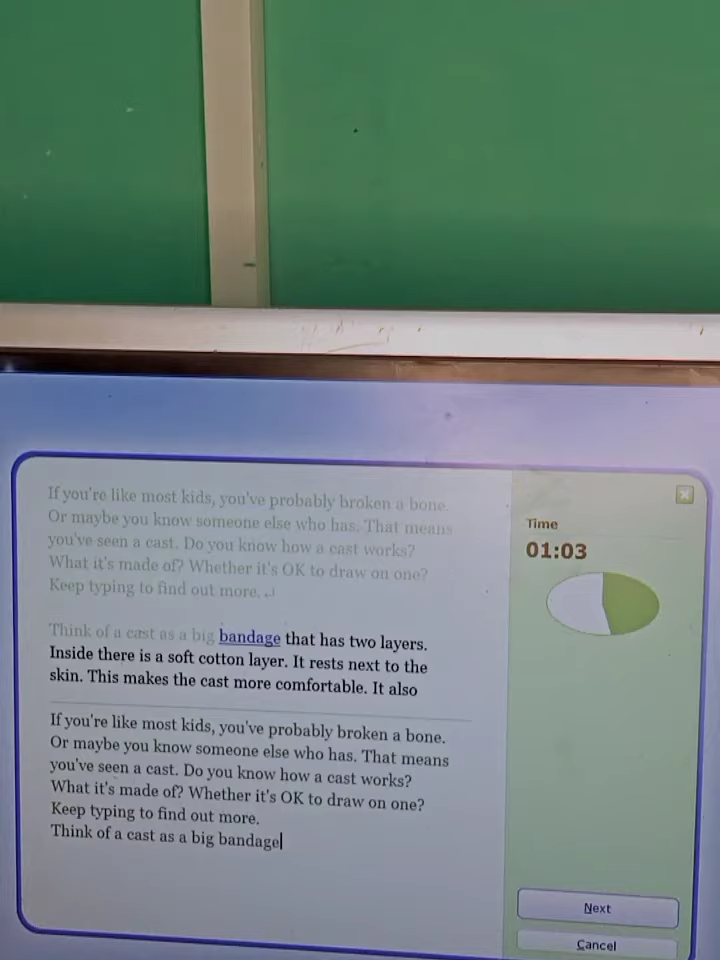 If you're like most kids, you've probably broken a bone.
Or maybe you know someone else who has. That means
you've seen a cast. Do you know how a cast works?
What it's made of? Whether it's OK to draw on one?
Keep typing to find out more. ↵
Think of a cast as a big bandage that has two layers.
Inside there is a soft cotton layer. It rests next to the
skin. This makes the cast more comfortable. It also
If you're like most kids, you've probably broken a bone.
Or maybe you know someone else who has. That means
you've seen a cast. Do you know how a cast works?
What it's made of? Whether it's OK to draw on one?
Keep typing to find out more.
Think of a cast as a big bandage
Time
01:03
Next
Cancel